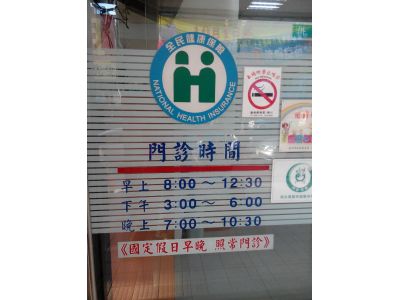 全民健康保險
NATIONAL HEALTH INSURANCE
門診時間
早上 8:00～12:30
下午 3:00～ 6:00
晚上 7:00～10:30
《國定假日早晚 照常門診》